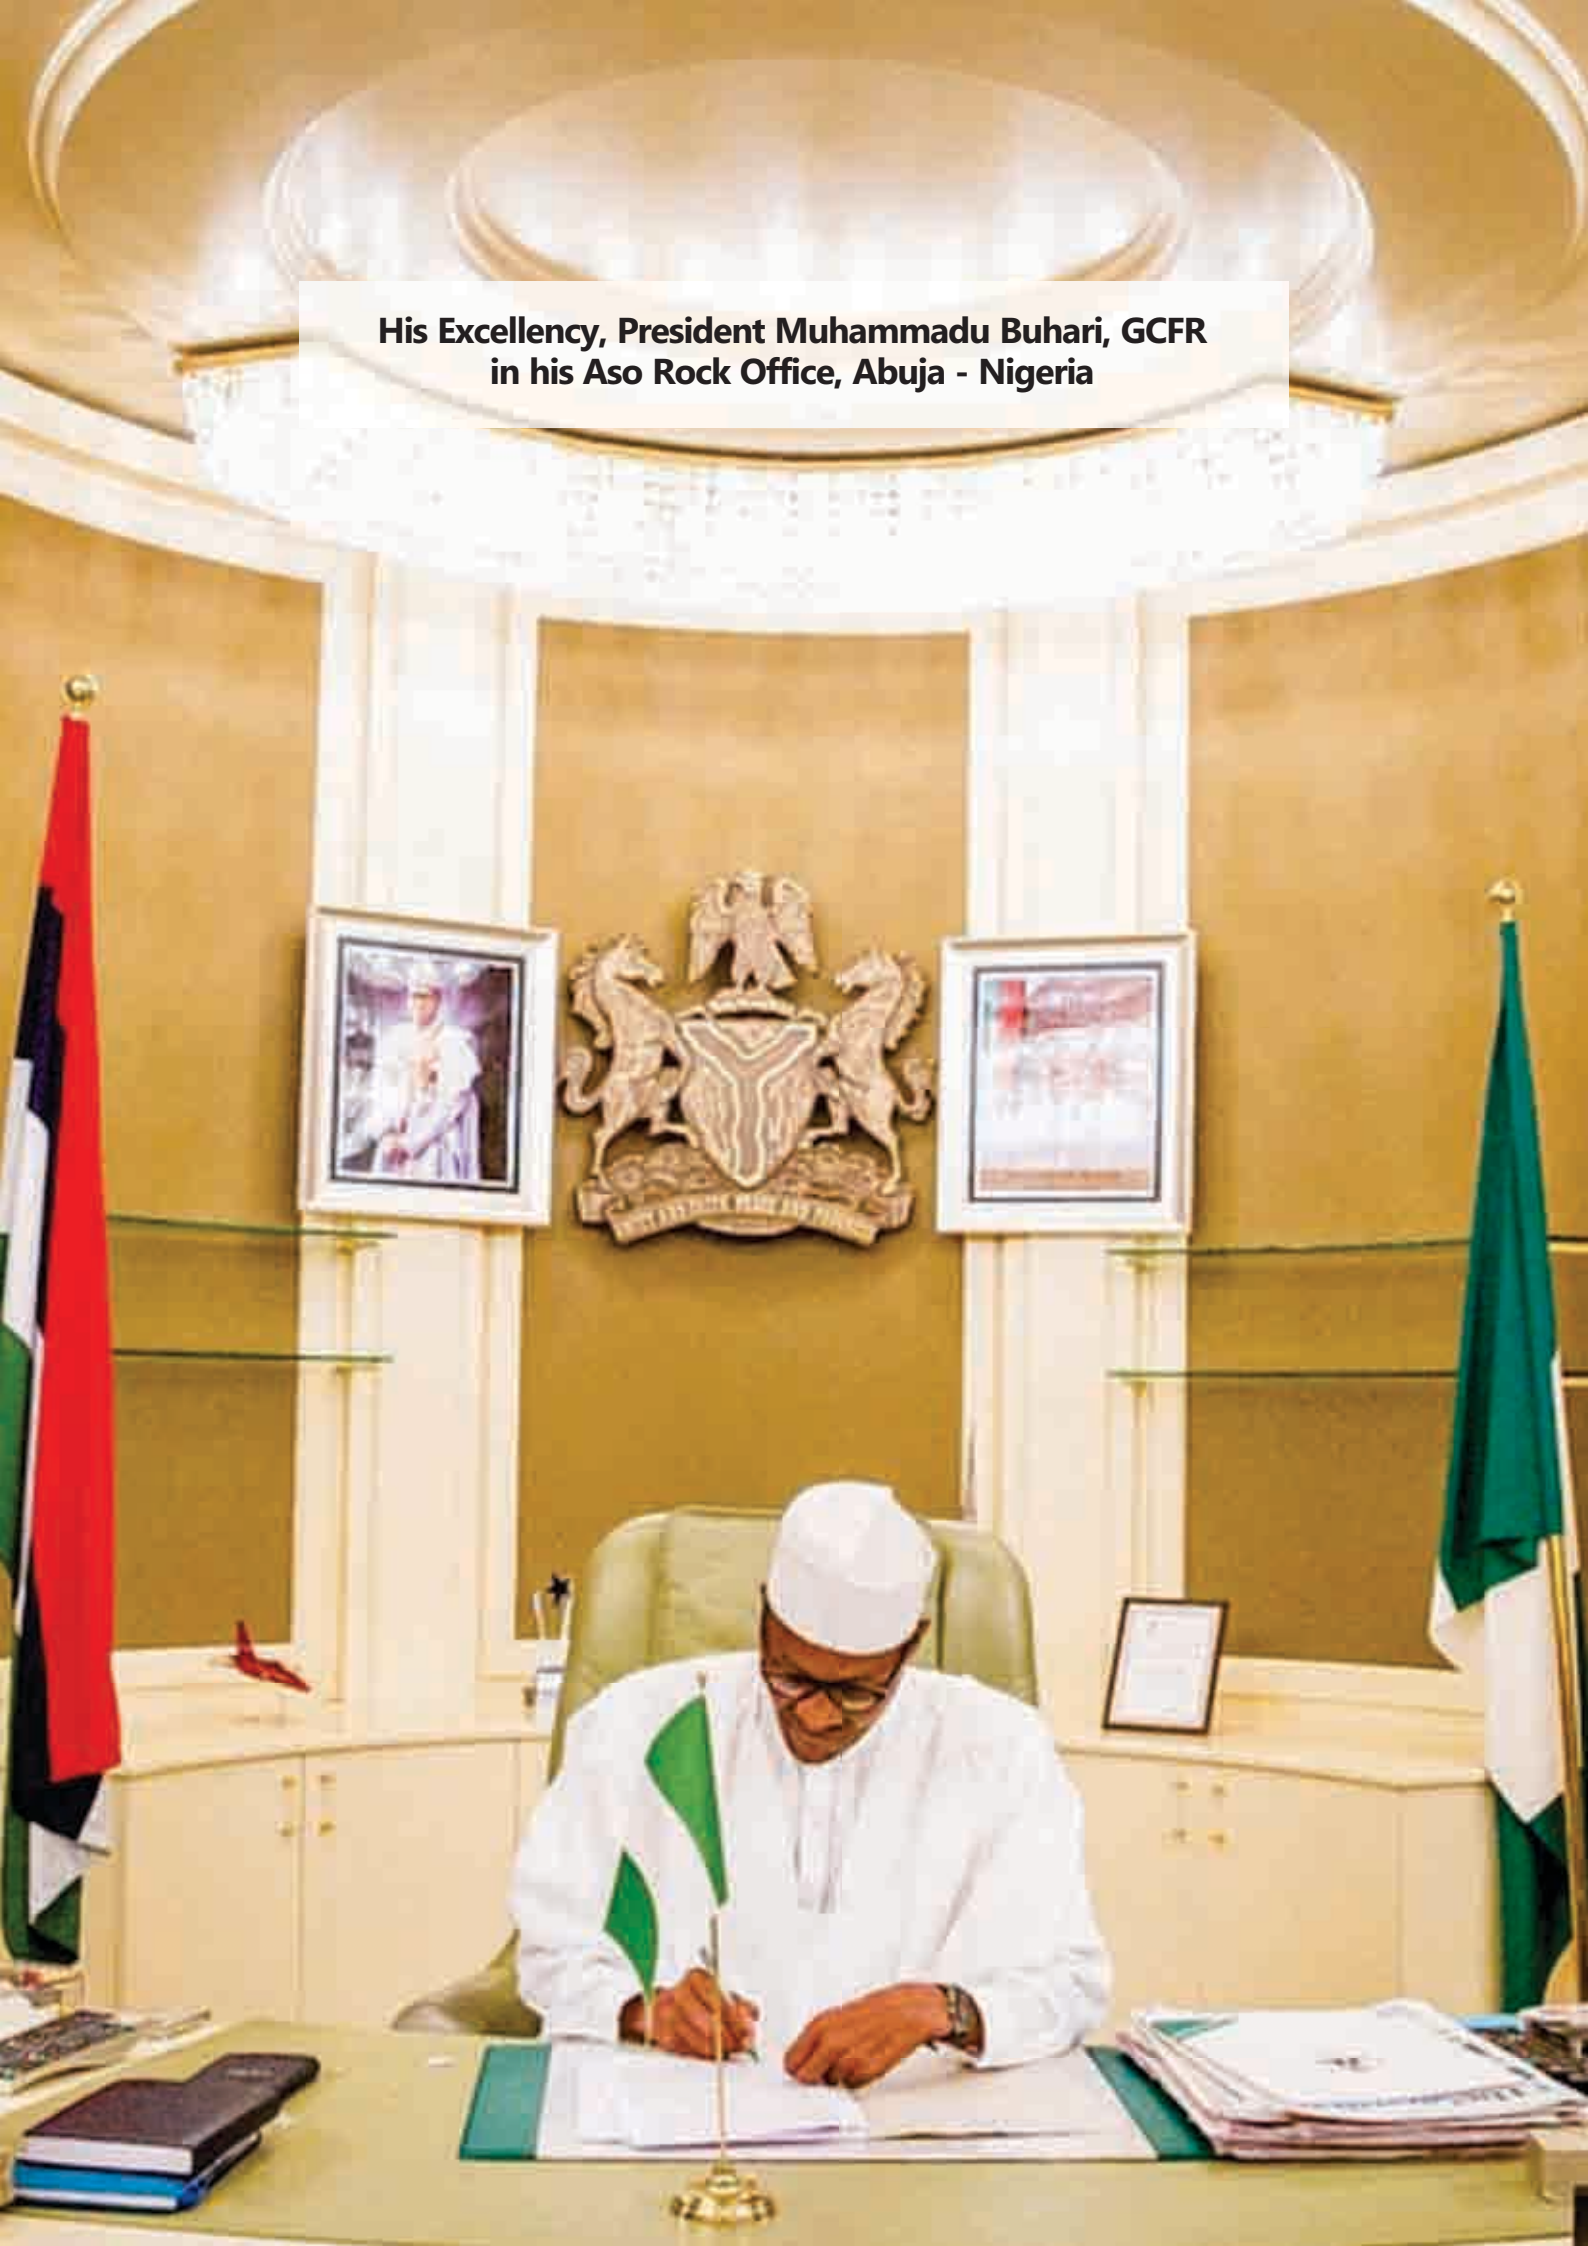 His Excellency, President Muhammadu Buhari, GCFR
in his Aso Rock Office, Abuja - Nigeria